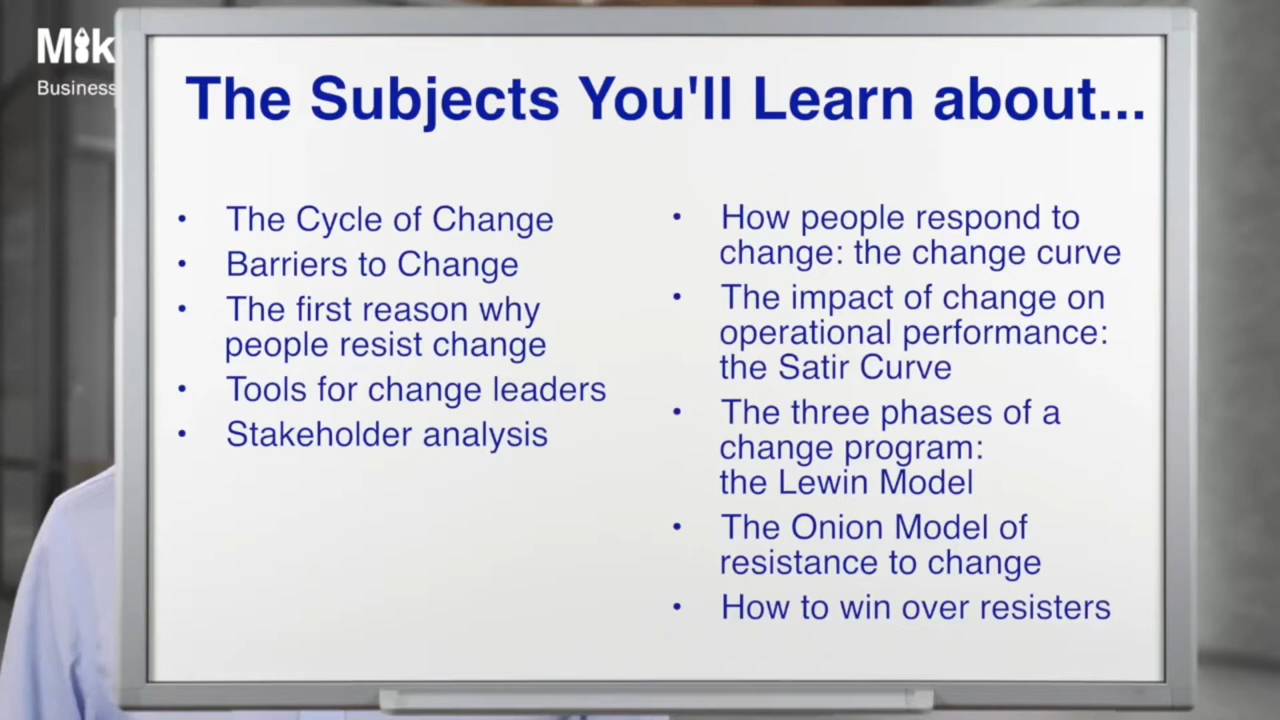 Mik
Business
The Subjects You'll Learn about...
• The Cycle of Change
• Barriers to Change
• The first reason why
people resist change
• Tools for change leaders
• Stakeholder analysis
• How people respond to
change: the change curve
• The impact of change on
operational performance:
the Satir Curve
• The three phases of a
change program:
the Lewin Model
• The Onion Model of
resistance to change
• How to win over resisters